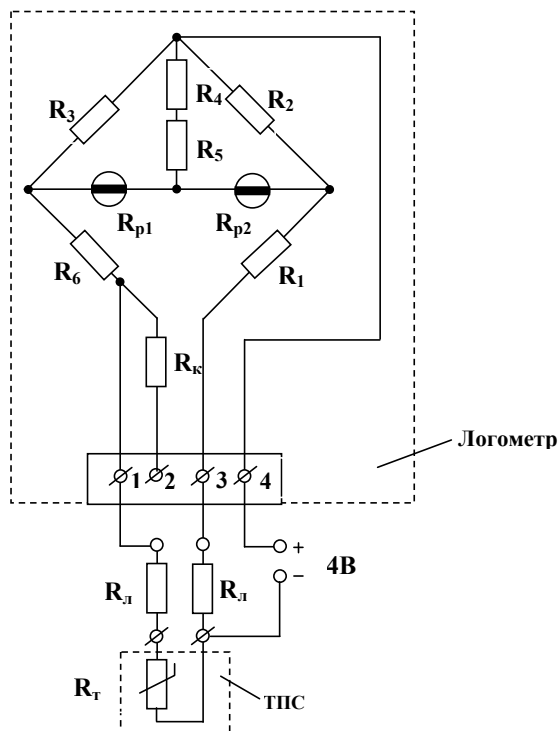 R3
R4
R2
R5
Rр1
Rр2
R6
R1
Rк
Логометр
1 2 3 4
+
Rл
Rл
4В
−
Rт
ТПС